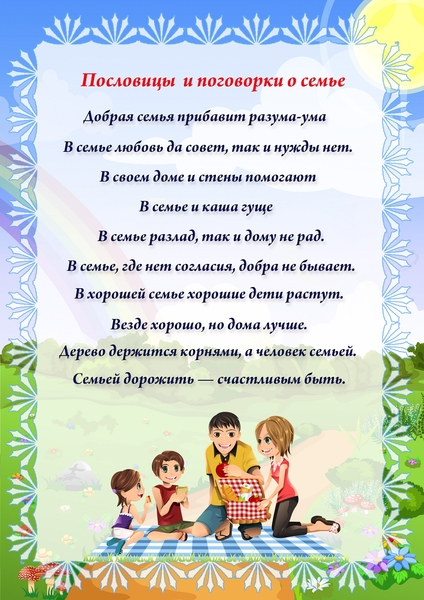 Пословицы и поговорки о семье
Добрая семья прибавит разума-ума
В семье любовь да совет, так и нужды нет.
В своем доме и стены помогают
В семье и каша гуще
В семье разлад, так и дому не рад.
В семье, где нет согласия, добра не бывает.
В хорошей семье хорошие дети растут.
Везде хорошо, но дома лучше.
Дерево держится корнями, а человек семьей.
Семьей дорожить — счастливым быть.